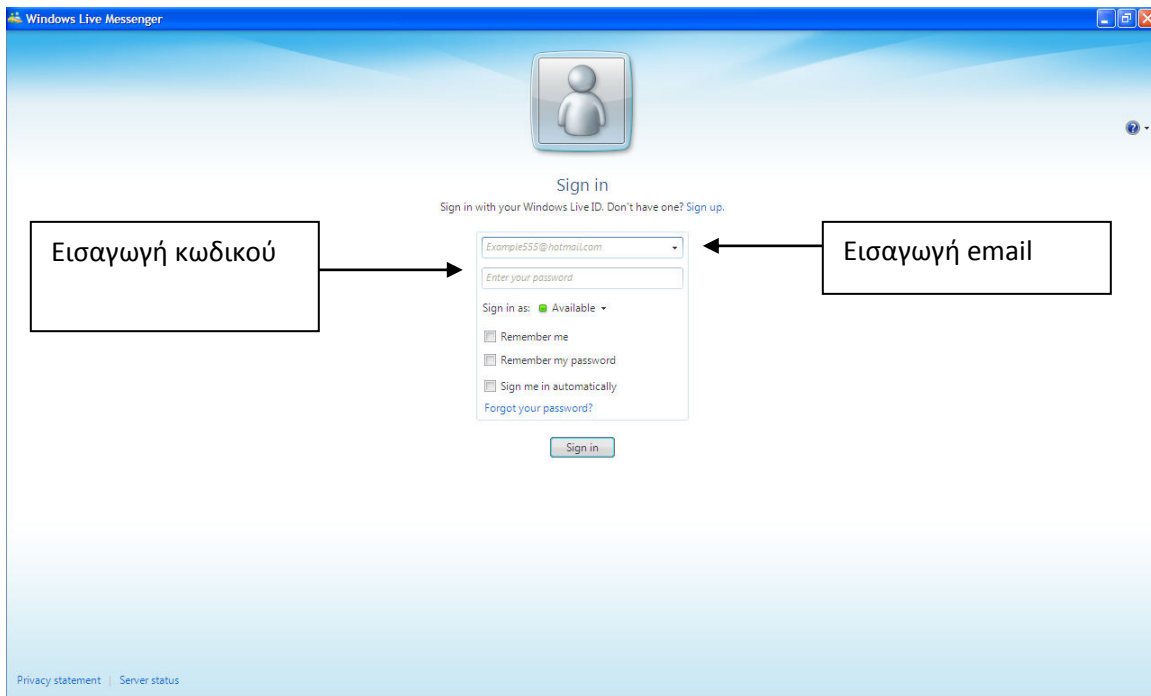 Windows Live Messenger
Sign in
Sign in with your Windows Live ID. Don't have one? Sign up.
Εισαγωγή κωδικού
Example555@hotmail.com
Εισαγωγή email
Enter your password
Sign in as: Available
Remember me
Remember my password
Sign me in automatically
Forgot your password?
Sign in
Privacy statement | Server status